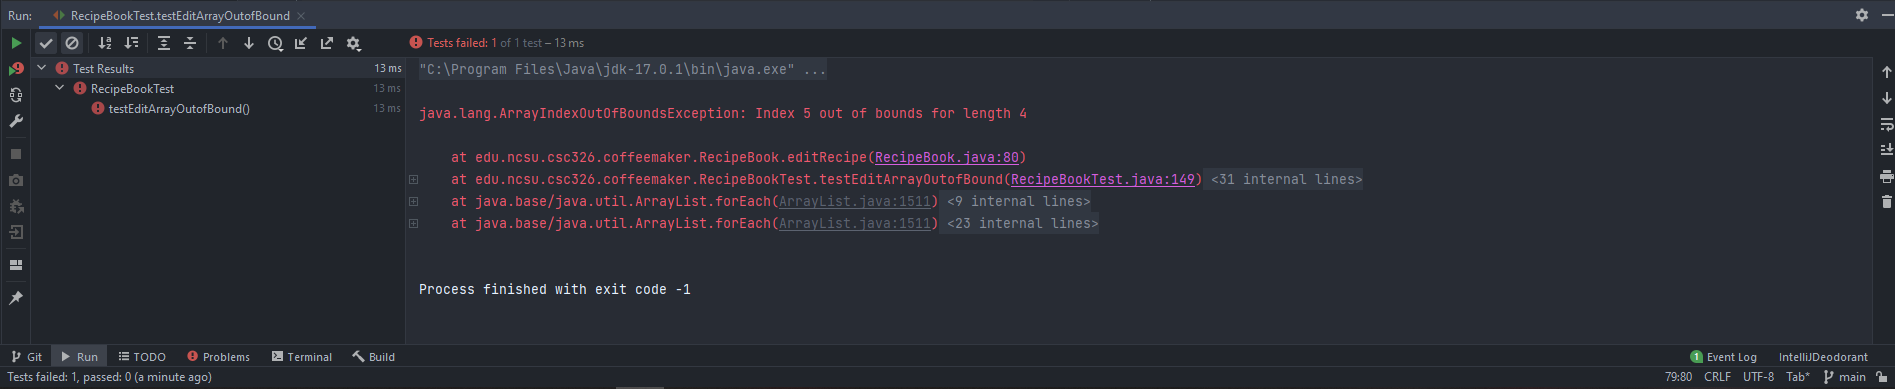 Run: RecipeBookTest.testEditArrayOutofBound
Tests failed: 1 of 1 test – 13 ms
Test Results 13 ms
RecipeBookTest 13 ms
testEditArrayOutofBound() 13 ms
"C:\Program Files\Java\jdk-17.0.1\bin\java.exe" ...
java.lang.ArrayIndexOutOfBoundsException: Index 5 out of bounds for length 4
at edu.ncsu.csc326.coffeemaker.RecipeBook.editRecipe(RecipeBook.java:80)
at edu.ncsu.csc326.coffeemaker.RecipeBookTest.testEditArrayOutofBound(RecipeBookTest.java:149) <31 internal lines>
at java.base/java.util.ArrayList.forEach(ArrayList.java:1511) <9 internal lines>
at java.base/java.util.ArrayList.forEach(ArrayList.java:1511) <23 internal lines>
Process finished with exit code -1
Git Run TODO Problems Terminal Build 1 Event Log IntelliJDeodorant
Tests failed: 1, passed: 0 (a minute ago) 79:80 CRLF UTF-8 Tab* main